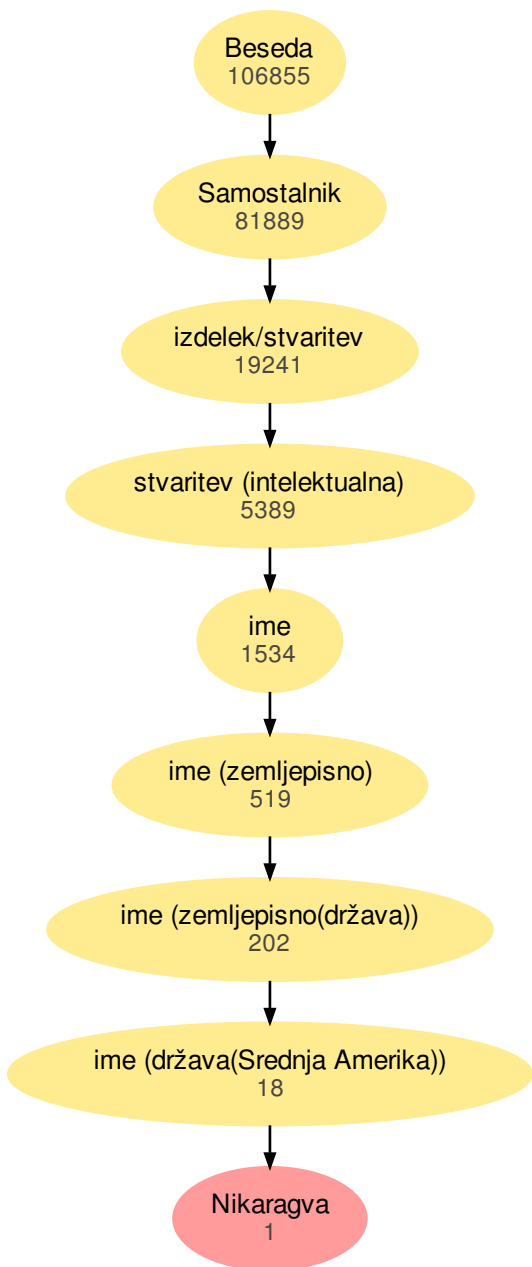 Beseda
106855
Samostalnik
81889
izdelek/stvaritev
19241
stvaritev (intelektualna)
5389
ime
1534
ime (zemljepisno)
519
ime (zemljepisno(država))
202
ime (država(Srednja Amerika))
18
Nikaragva
1